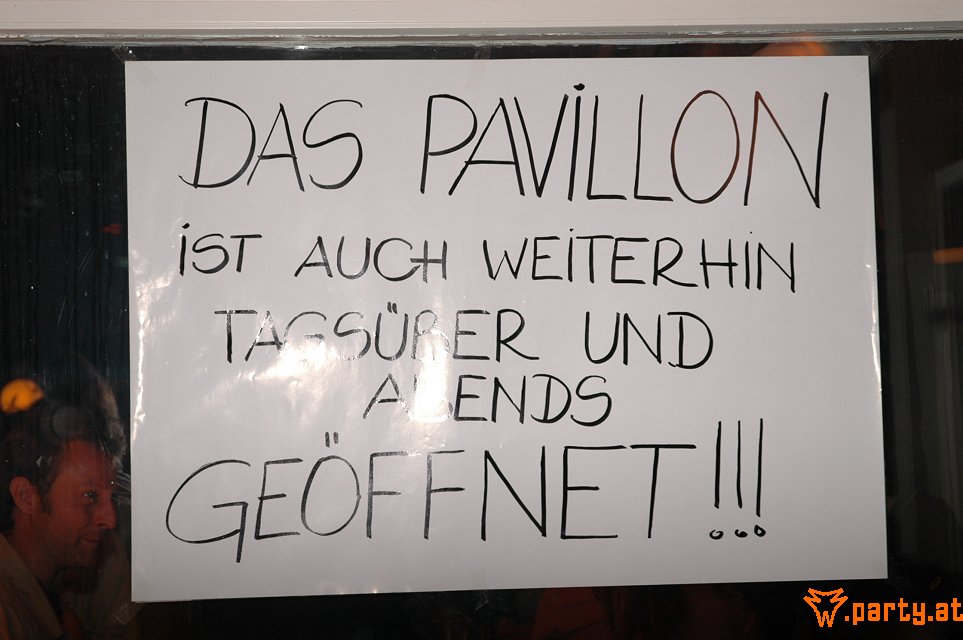 DAS PAVILLON
iST AUCH WEiTERHiN
TAGSÜBER UND
ABENDS
GEÖFFNET!!!
W.party.at